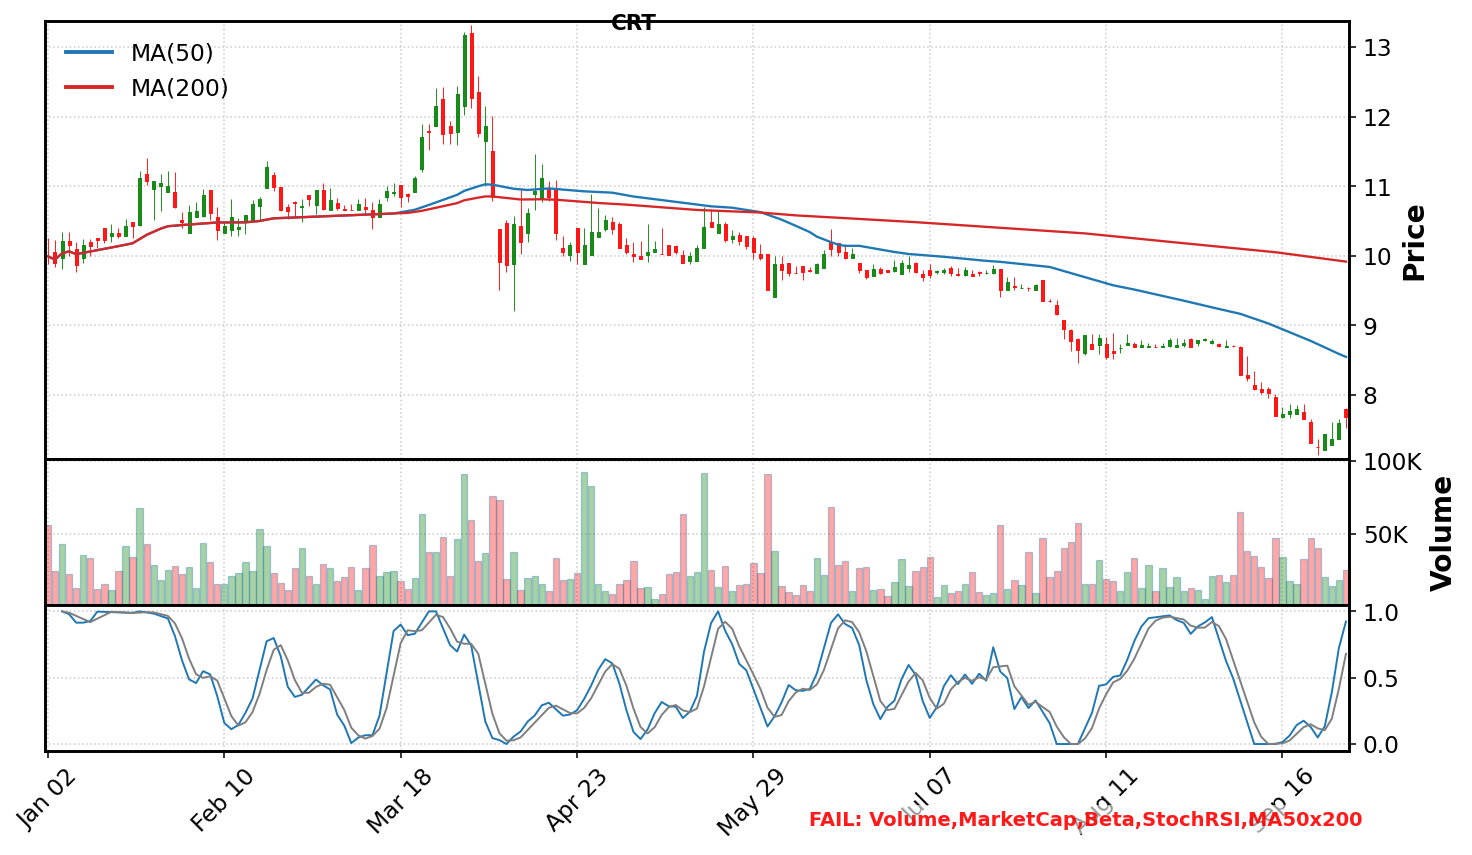 CRT
MA(50)
MA(200)
13
12
11
10
9
8
Price
100K
50K
Volume
1.0
0.5
0.0
Jan 02
Feb 10
Mar 18
Apr 23
May 29
Jul 07
Aug 11
Sep 16
FAIL: Volume,MarketCap,Beta,StochRSI,MA50x200